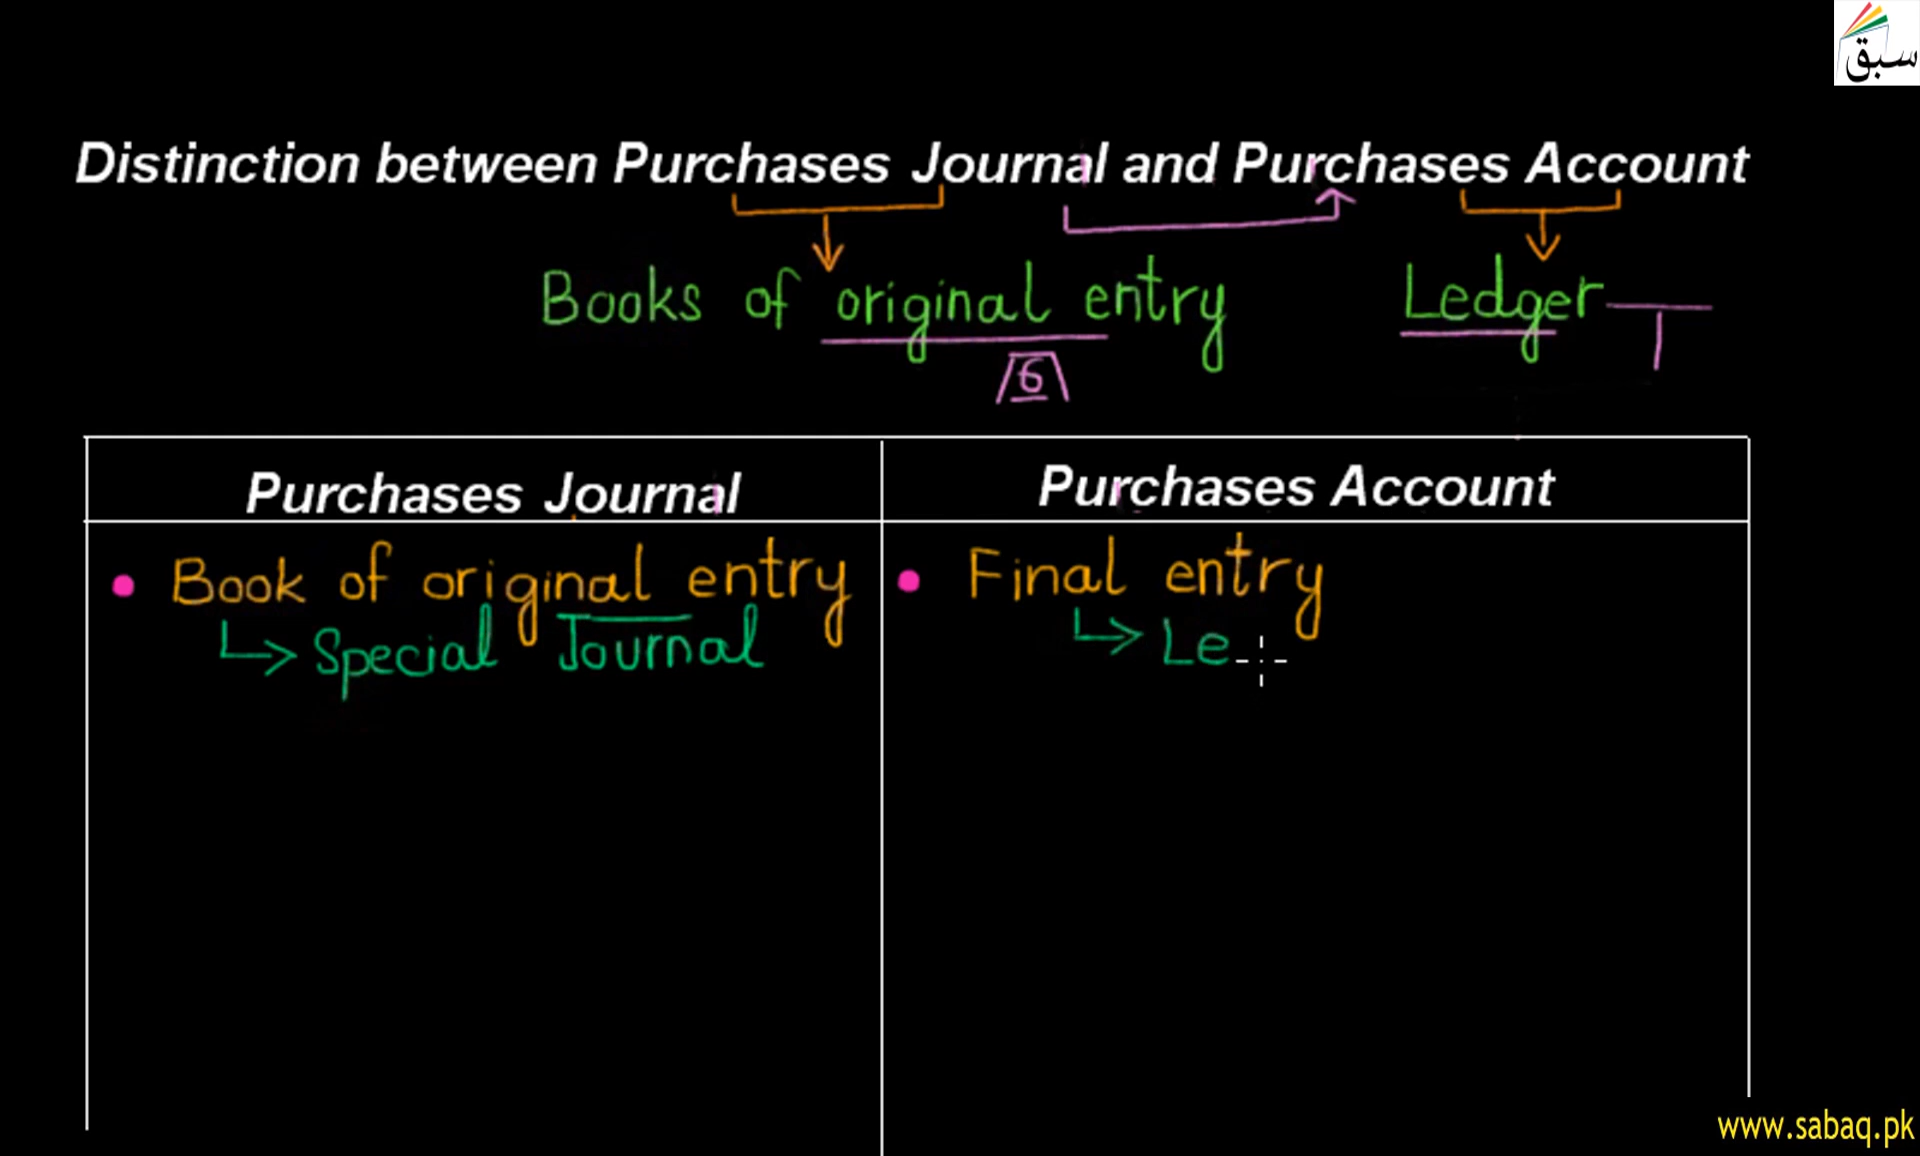 سبق
Distinction between Purchases Journal and Purchases Account
Books of original entry
Ledger
6
Purchases Journal
Purchases Account
• Book of original entry
Special Journal
• Final entry
Le
www.sabaq.pk